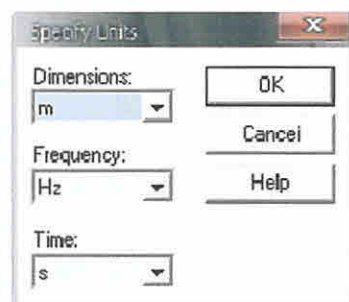 Specify Units
Dimensions:
m
OK
Cancel
Frequency:
Hz
Help
Time:
s